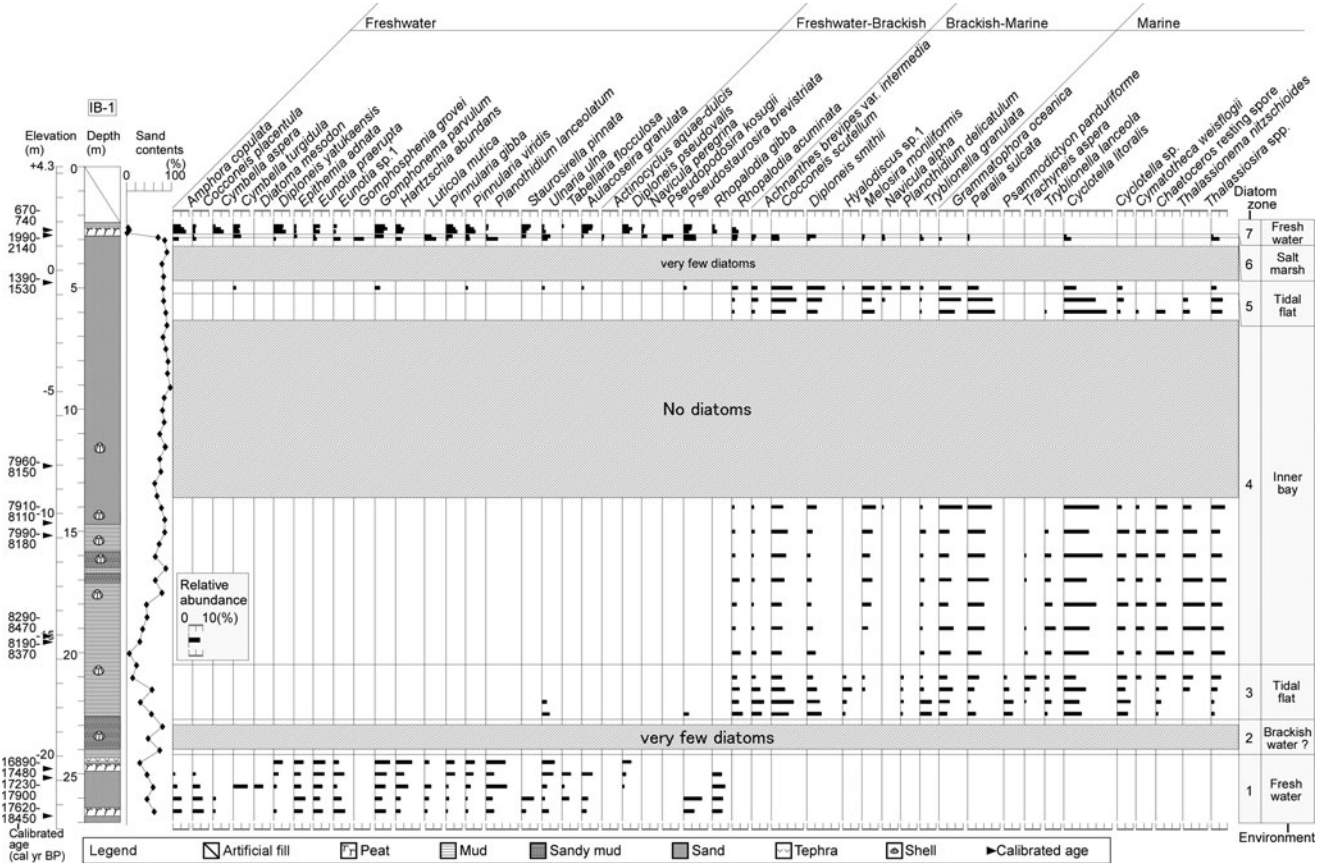 Freshwater
Freshwater-Brackish
Brackish-Marine
Marine
IB-1
Elevation
(m)
Depth
(m)
Sand
contents
(%)
0 100
Amphora copulata
Cocconeis placentula
Cymbella aspera
Cymbella turgidula
Diatoma mesodon
Diploneis yatukaensis
Epithemia adnata
Eunotia praerupta
Eunotia sp.1
Gomphosphenia grovei
Gomphonema parvulum
Hantzschia abundans
Luticola mutica
Pinnularia gibba
Pinnularia viridis
Planothidium lanceolatum
Staurosirella pinnata
Ulnaria ulna
Tabellaria flocculosa
Aulacoseira granulata
Actinocyclus aquae-dulcis
Diploneis pseudovalis
Navicula peregrina
Pseudopodosira kosugii
Pseudostaurosira brevistriata
Rhopalodia gibba
Rhopalodia acuminata
Achnanthes brevipes var. intermedia
Cocconeis scutellum
Diploneis smithii
Hyalodiscus sp.1
Melosira moniliformis
Navicula alpha
Planothidium delicatulum
Tryblionella granulata
Grammatophora oceanica
Paralia sulcata
Psammodictyon panduriforme
Trachyneis aspera
Tryblionella lanceola
Cyclotella litoralis
Cyclotella sp.
Cymatotheca weisflogii
Chaetoceros resting spore
Thalassionema nitzschioides
Thalassiosira spp.
Diatom
zone
+4.3
0
670-
740
1990
2140
0
1390-
1530
5
-5
10
7960-
8150
7910-
8110
-10
7990-
8180
15
8290-
8470
8190-
8370
20
-20
16890-
17480
17230-
17900
17620-
18450
25
very few diatoms
No diatoms
very few diatoms
Relative
abundance
0 10(%)
7 Fresh
water
6 Salt
marsh
5 Tidal
flat
4 Inner
bay
3 Tidal
flat
2 Brackish
water ?
1 Fresh
water
Environment
Calibrated
age
(cal yr BP)
Legend
Artificial fill
Peat
Mud
Sandy mud
Sand
Tephra
Shell
Calibrated age